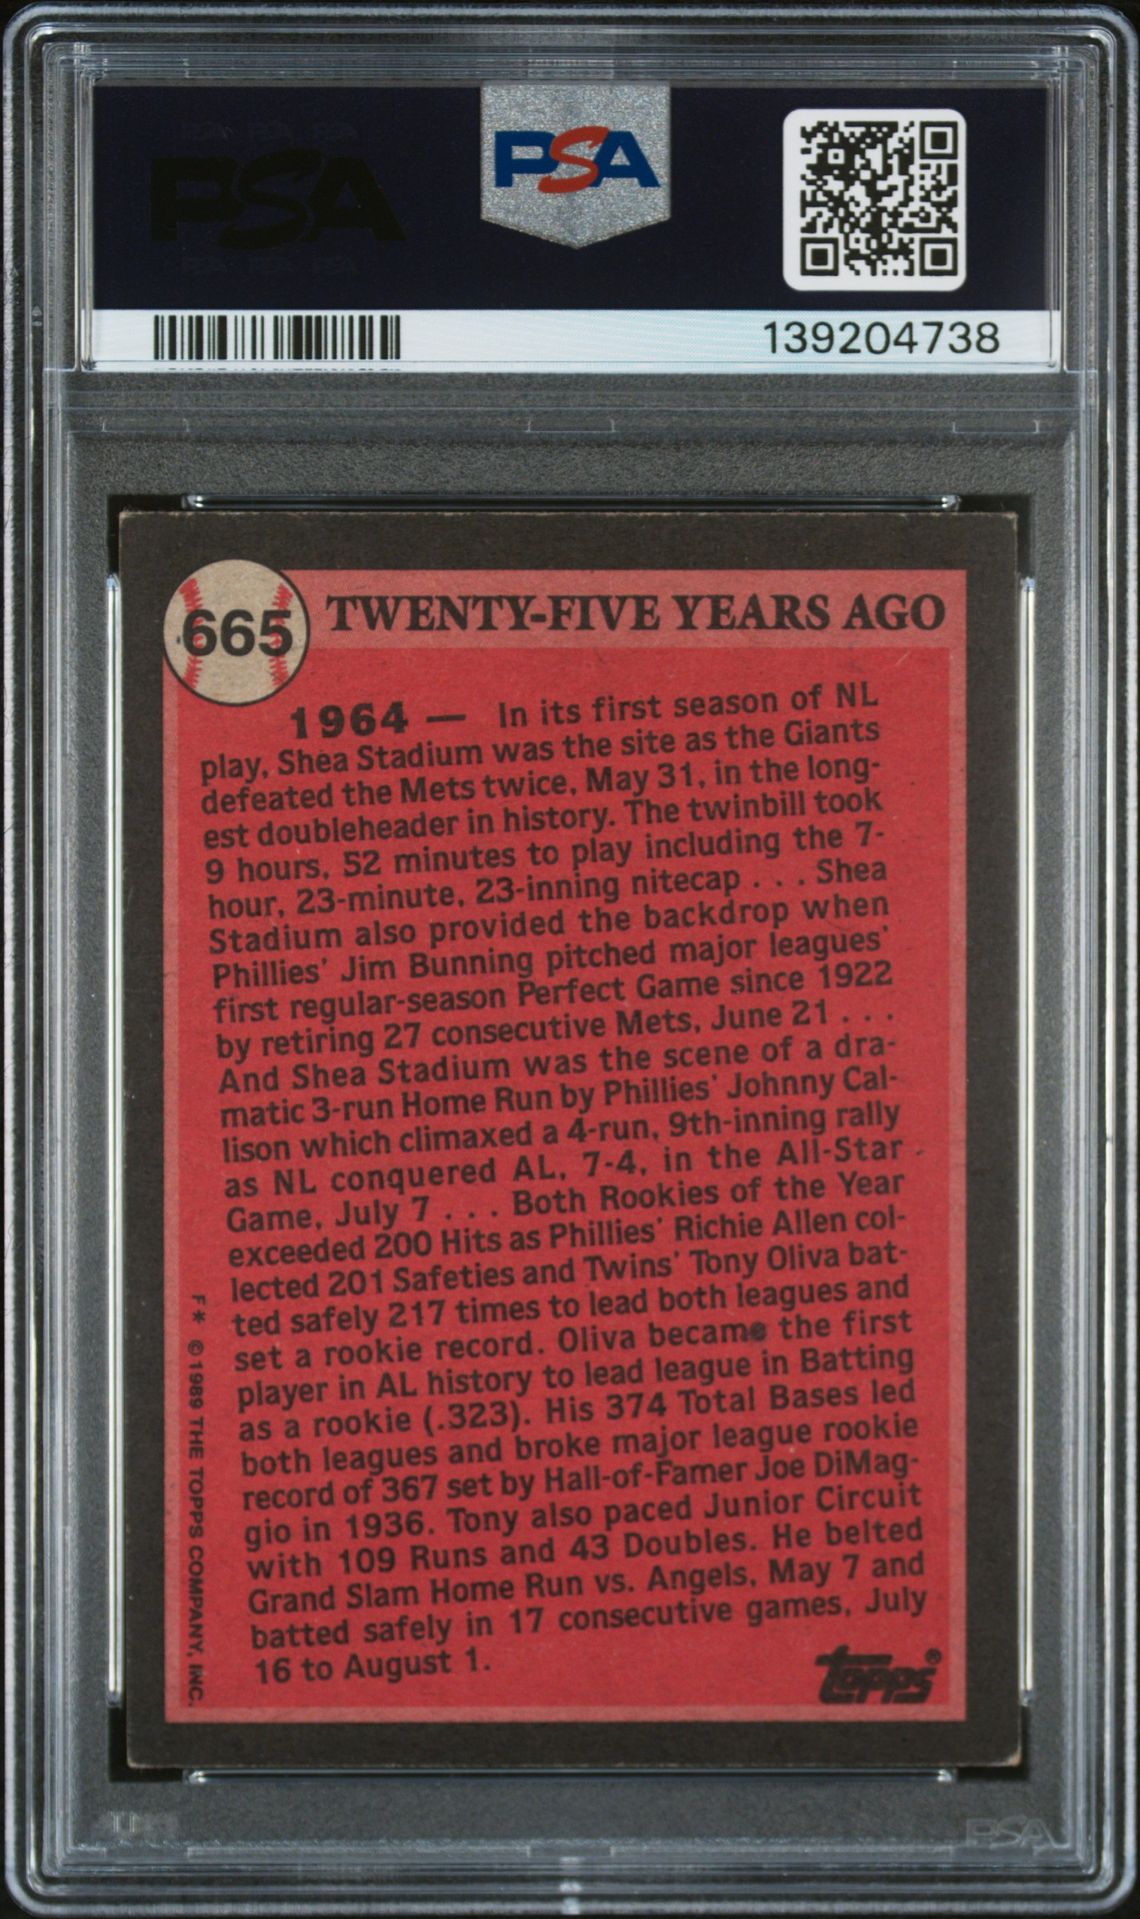 PSA
PSA
139204738
665
TWENTY-FIVE YEARS AGO
1964 — In its first season of NL
play, Shea Stadium was the site as the Giants
defeated the Mets twice, May 31, in the long-
est doubleheader in history. The twinbill took
9 hours, 52 minutes to play including the 7-
hour, 23-minute, 23-inning nitecap . . . Shea
Stadium also provided the backdrop when
Phillies' Jim Bunning pitched major leagues'
first regular-season Perfect Game since 1922
by retiring 27 consecutive Mets, June 21 . . .
And Shea Stadium was the scene of a dra-
matic 3-run Home Run by Phillies' Johnny Cal-
lison which climaxed a 4-run, 9th-inning rally
as NL conquered AL, 7-4, in the All-Star
Game, July 7 . . . Both Rookies of the Year
exceeded 200 Hits as Phillies' Richie Allen col-
lected 201 Safeties and Twins' Tony Oliva bat-
ted safely 217 times to lead both leagues and
set a rookie record. Oliva became the first
player in AL history to lead league in Batting
as a rookie (.323). His 374 Total Bases led
both leagues and broke major league rookie
record of 367 set by Hall-of-Famer Joe DiMag-
gio in 1936. Tony also paced Junior Circuit
with 109 Runs and 43 Doubles. He belted
Grand Slam Home Run vs. Angels, May 7 and
batted safely in 17 consecutive games, July
16 to August 1.
F* © 1989 THE TOPPS COMPANY, INC.
topps®
PSA